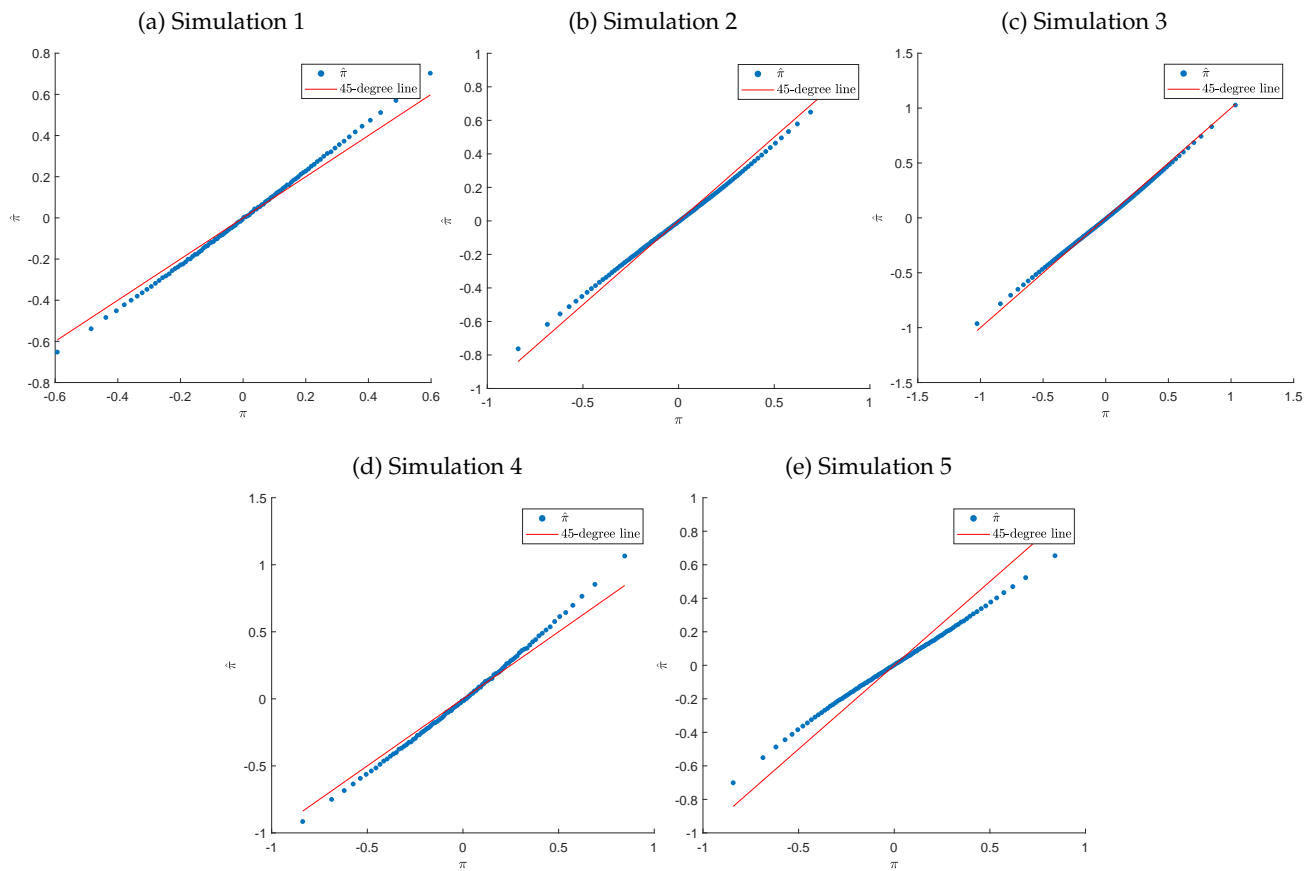 (a) Simulation 1
0.8
0.6
0.4
0.2
0
-0.2
-0.4
-0.6
-0.8
-0.6
-0.4
-0.2
0
0.2
0.4
0.6
π̂
π
π̂
45-degree line
(b) Simulation 2
1
0.8
0.6
0.4
0.2
0
-0.2
-0.4
-0.6
-0.8
-1
-1
-0.5
0
0.5
1
π̂
π
π̂
45-degree line
(c) Simulation 3
1.5
1
0.5
0
-0.5
-1
-1.5
-1.5
-1
-0.5
0
0.5
1
1.5
π̂
π
π̂
45-degree line
(d) Simulation 4
1.5
1
0.5
0
-0.5
-1
-1
-0.5
0
0.5
1
π̂
π
π̂
45-degree line
(e) Simulation 5
1
0.8
0.6
0.4
0.2
0
-0.2
-0.4
-0.6
-0.8
-1
-1
-0.5
0
0.5
1
π̂
π
π̂
45-degree line